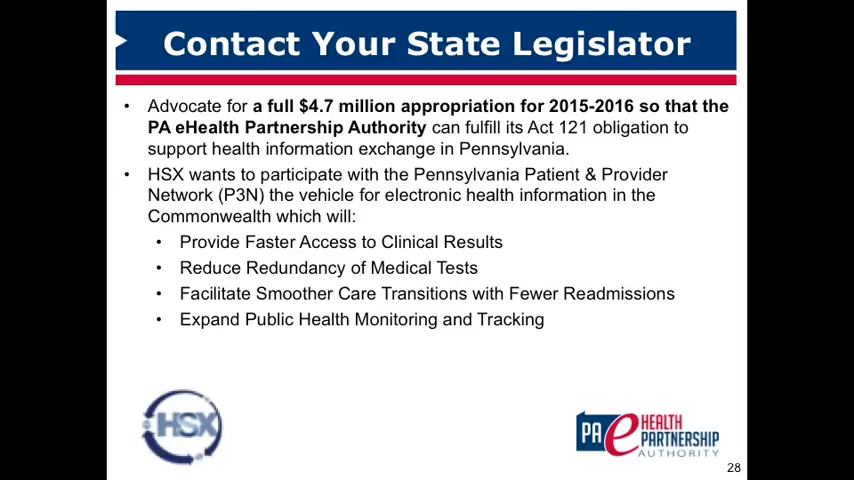 Contact Your State Legislator
• Advocate for a full $4.7 million appropriation for 2015-2016 so that the
PA eHealth Partnership Authority can fulfill its Act 121 obligation to
support health information exchange in Pennsylvania.
• HSX wants to participate with the Pennsylvania Patient & Provider
Network (P3N) the vehicle for electronic health information in the
Commonwealth which will:
• Provide Faster Access to Clinical Results
• Reduce Redundancy of Medical Tests
• Facilitate Smoother Care Transitions with Fewer Readmissions
• Expand Public Health Monitoring and Tracking
HSX
PA e HEALTH
PARTNERSHIP
AUTHORITY
28